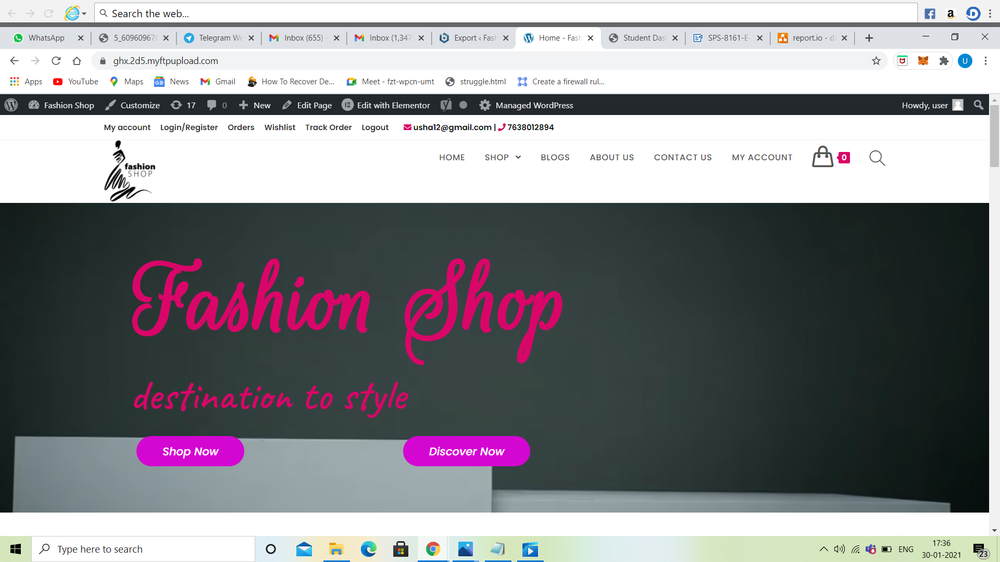 Search the web...
WhatsApp
5_60960967
Telegram We
Inbox (655) -
Inbox (1,347
Export ‹ Fash
Home - Fash
Student Das
SPS-8161-E-
report.io - d
ghx.2d5.myftpupload.com
U
Apps YouTube Maps News Gmail How To Recover De... Meet - fzt-wpcn-umt struggle.html Create a firewall rul...
Fashion Shop Customize 17 0 New Edit Page Edit with Elementor Managed WordPress Howdy, user
My account Login/Register Orders Wishlist Track Order Logout usha12@gmail.com | 7638012894
fashion
SHOP
HOME SHOP BLOGS ABOUT US CONTACT US MY ACCOUNT 0
Fashion Shop
destination to style
Shop Now Discover Now
Type here to search
ENG
17:36
30-01-2021
23